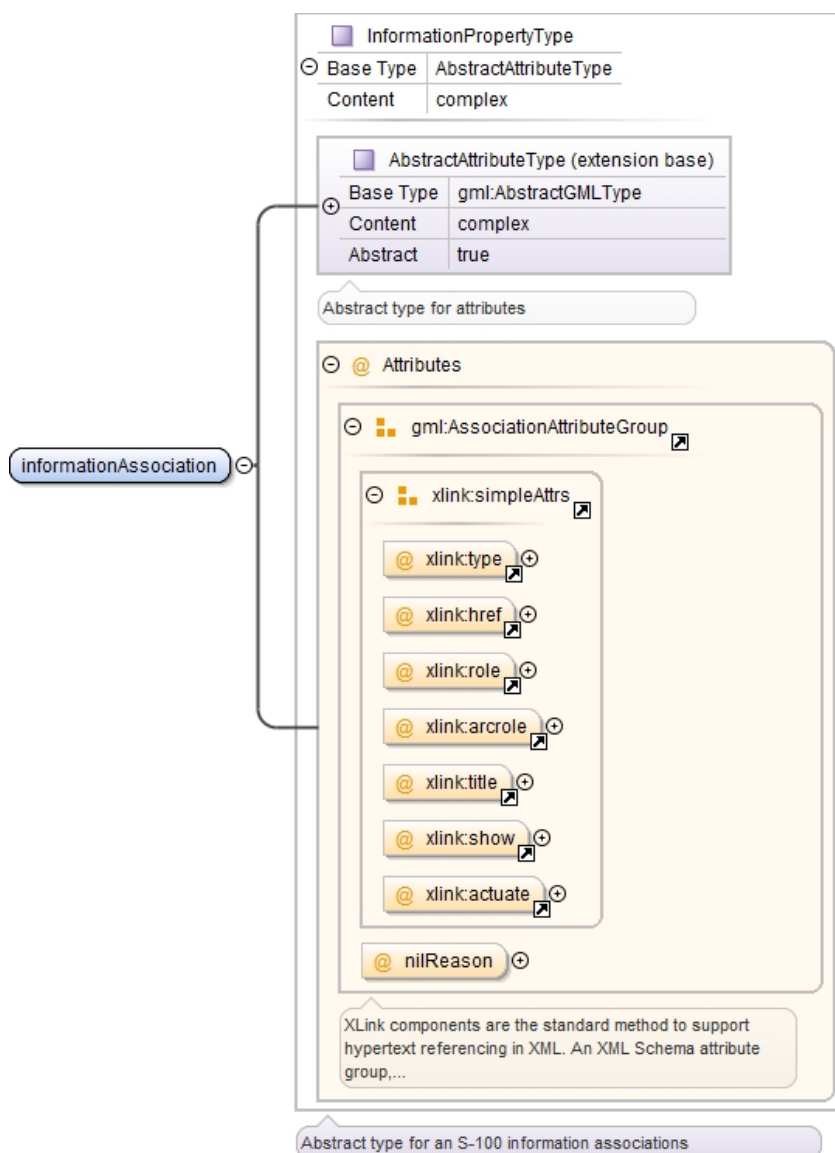 InformationPropertyType
Base Type AbstractAttributeType
Content complex
AbstractAttributeType (extension base)
Base Type gml:AbstractGMLType
Content complex
Abstract true
Abstract type for attributes
@ Attributes
gml:AssociationAttributeGroup
informationAssociation
xlink:simpleAttrs
@ xlink:type
@ xlink:href
@ xlink:role
@ xlink:arcrole
@ xlink:title
@ xlink:show
@ xlink:actuate
@ nilReason
XLink components are the standard method to support
hypertext referencing in XML. An XML Schema attribute
group,...
Abstract type for an S-100 information associations